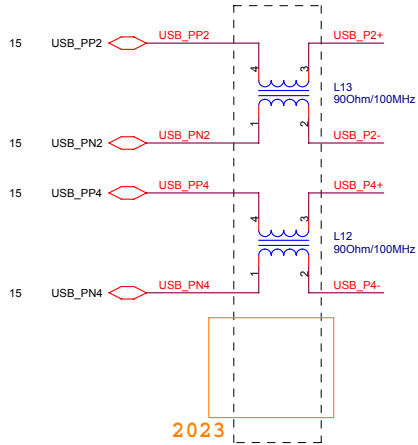 15 USB_PP2 USB_PP2 USB_P2+
4 3
L13
90Ohm/100MHz
1 2
15 USB_PN2 USB_PN2 USB_P2-
15 USB_PP4 USB_PP4 USB_P4+
4 3
L12
90Ohm/100MHz
1 2
15 USB_PN4 USB_PN4 USB_P4-
2023